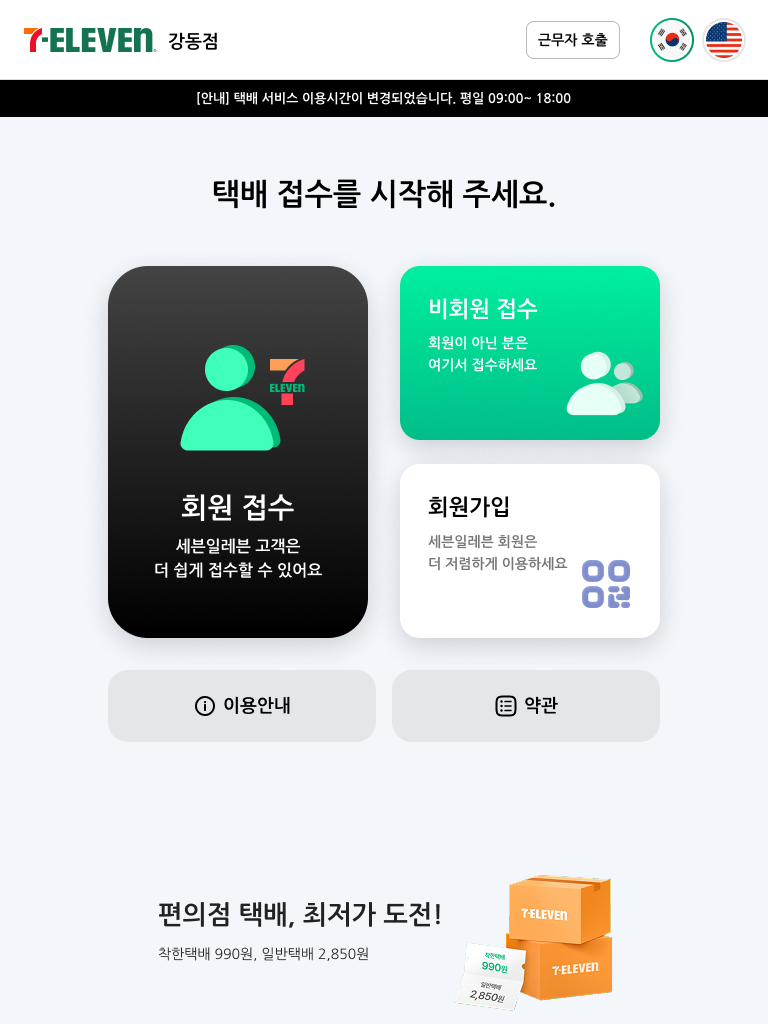 7-ELEVEN 강동점
근무자 호출
[안내] 택배 서비스 이용시간이 변경되었습니다. 평일 09:00~ 18:00
택배 접수를 시작해 주세요.
7 ELEVEN
회원 접수
세븐일레븐 고객은
더 쉽게 접수할 수 있어요
비회원 접수
회원이 아닌 분은
여기서 접수하세요
회원가입
세븐일레븐 회원은
더 저렴하게 이용하세요
이용안내
약관
편의점 택배, 최저가 도전!
착한택배 990원, 일반택배 2,850원
7-ELEVEN
7-ELEVEN
착한택배
990원
일반택배
2,850원